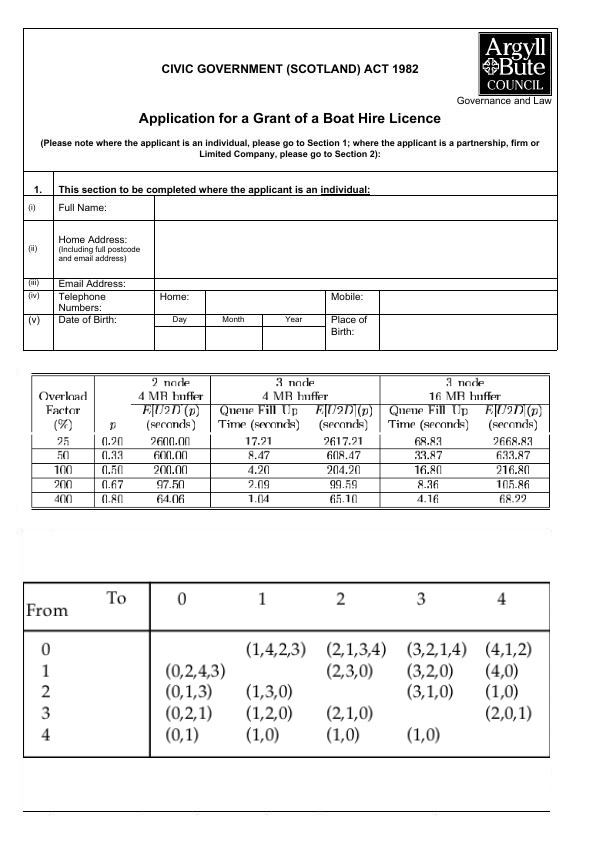 Argyll
Bute
COUNCIL
CIVIC GOVERNMENT (SCOTLAND) ACT 1982
Governance and Law
Application for a Grant of a Boat Hire Licence
(Please note where the applicant is an individual, please go to Section 1; where the applicant is a partnership, firm or
Limited Company, please go to Section 2):
1. This section to be completed where the applicant is an individual:
(i) Full Name:
(ii) Home Address:
(Including full postcode
and email address)
(iii) Email Address:
(iv) Telephone Home: Mobile:
Numbers:
(v) Date of Birth: Day Month Year Place of
Birth:
2 node 3 node 3 node
Overload 4 MB buffer 4 MB buffer 16 MB buffer
Factor E[U2D](p) Queue Fill Up E[U2D](p) Queue Fill Up E[U2D](p)
(%) p (seconds) Time (seconds) (seconds) Time (seconds) (seconds)
25 0.20 2600.00 17.21 2617.21 68.83 2668.83
50 0.33 600.00 8.47 608.47 33.87 633.87
100 0.50 200.00 4.20 204.20 16.80 216.80
200 0.67 97.50 2.09 99.59 8.36 105.86
400 0.80 64.06 1.04 65.10 4.16 68.22
To 0 1 2 3 4
From
0 (1,4,2,3) (2,1,3,4) (3,2,1,4) (4,1,2)
1 (0,2,4,3) (2,3,0) (3,2,0) (4,0)
2 (0,1,3) (1,3,0) (3,1,0) (1,0)
3 (0,2,1) (1,2,0) (2,1,0) (2,0,1)
4 (0,1) (1,0) (1,0) (1,0)